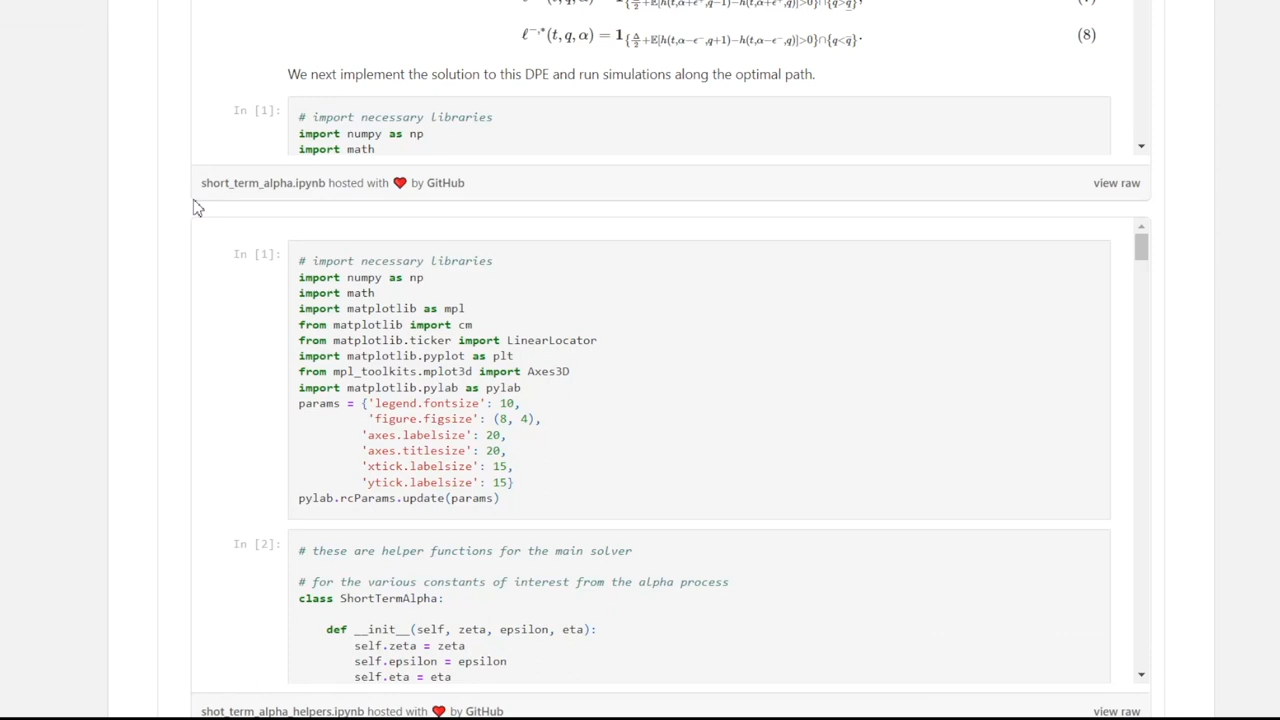 ℓ⁻,*(t, q, α) = 1{Δ/2+𝔼[h(t,α−ϵ⁻,q+1)−h(t,α−ϵ⁻,q)]>0}∩{q<q̅}. (8)
We next implement the solution to this DPE and run simulations along the optimal path.
In [1]:
# import necessary libraries
import numpy as np
import math
short_term_alpha.ipynb hosted with ❤ by GitHub view raw
In [1]:
# import necessary libraries
import numpy as np
import math
import matplotlib as mpl
from matplotlib import cm
from matplotlib.ticker import LinearLocator
import matplotlib.pyplot as plt
from mpl_toolkits.mplot3d import Axes3D
import matplotlib.pylab as pylab
params = {'legend.fontsize': 10,
'figure.figsize': (8, 4),
'axes.labelsize': 20,
'axes.titlesize': 20,
'xtick.labelsize': 15,
'ytick.labelsize': 15}
pylab.rcParams.update(params)
In [2]:
# these are helper functions for the main solver
# for the various constants of interest from the alpha process
class ShortTermAlpha:
def __init__(self, zeta, epsilon, eta):
self.zeta = zeta
self.epsilon = epsilon
self.eta = eta
shot_term_alpha_helpers.ipynb hosted with ❤ by GitHub view raw